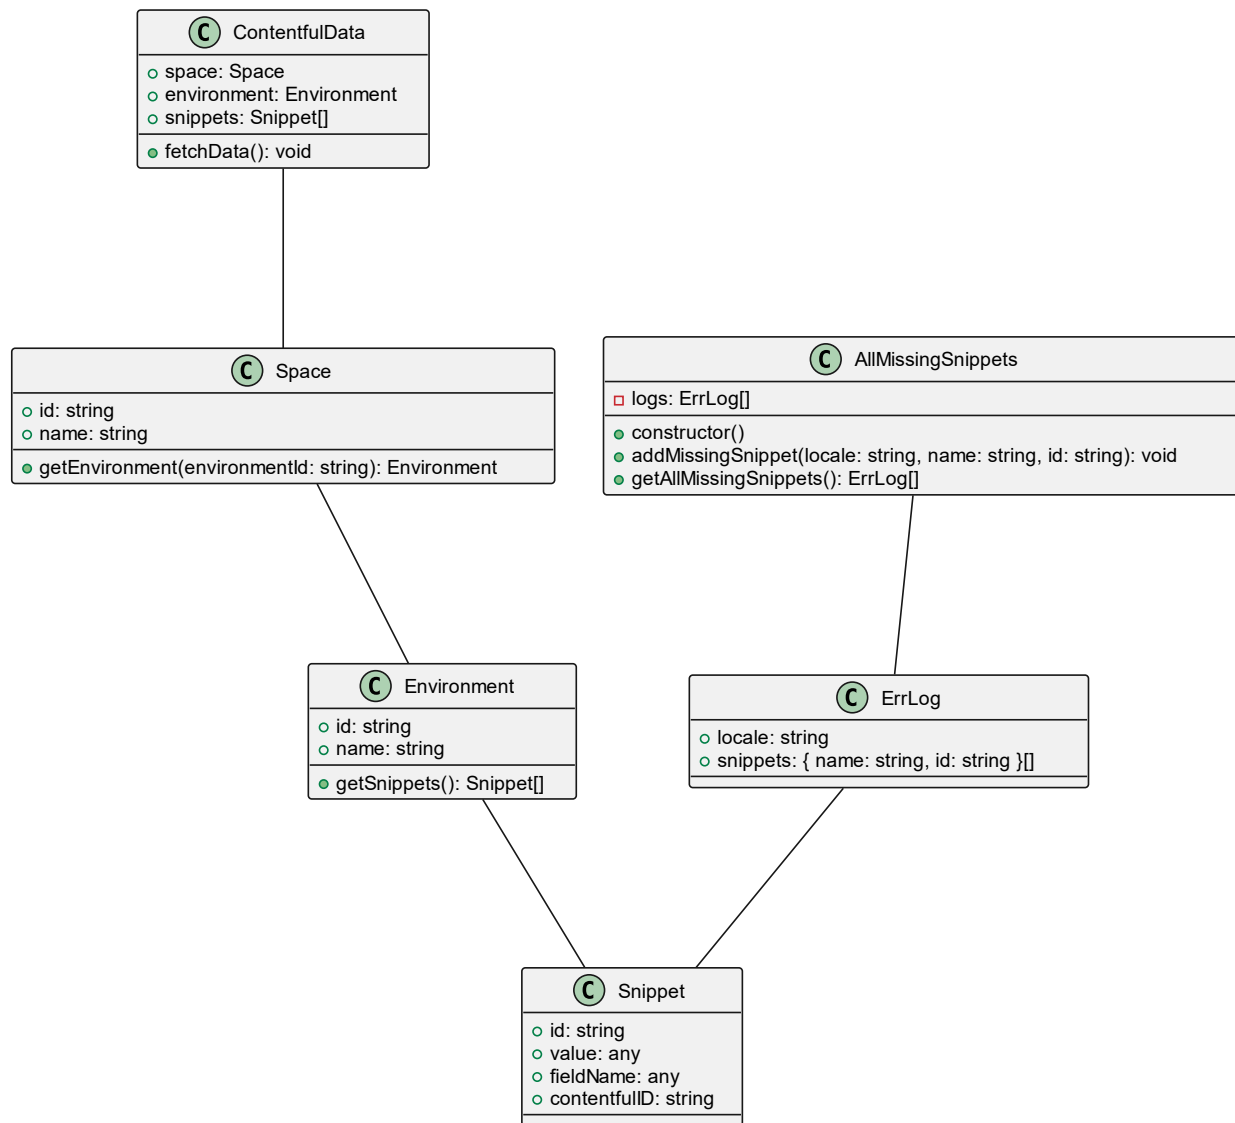 C ContentfulData
space: Space
environment: Environment
snippets: Snippet[]
fetchData(): void
C Space
id: string
name: string
getEnvironment(environmentId: string): Environment
C AllMissingSnippets
logs: ErrLog[]
constructor()
addMissingSnippet(locale: string, name: string, id: string): void
getAllMissingSnippets(): ErrLog[]
C Environment
id: string
name: string
getSnippets(): Snippet[]
C ErrLog
locale: string
snippets: { name: string, id: string }[]
C Snippet
id: string
value: any
fieldName: any
contentfulID: string